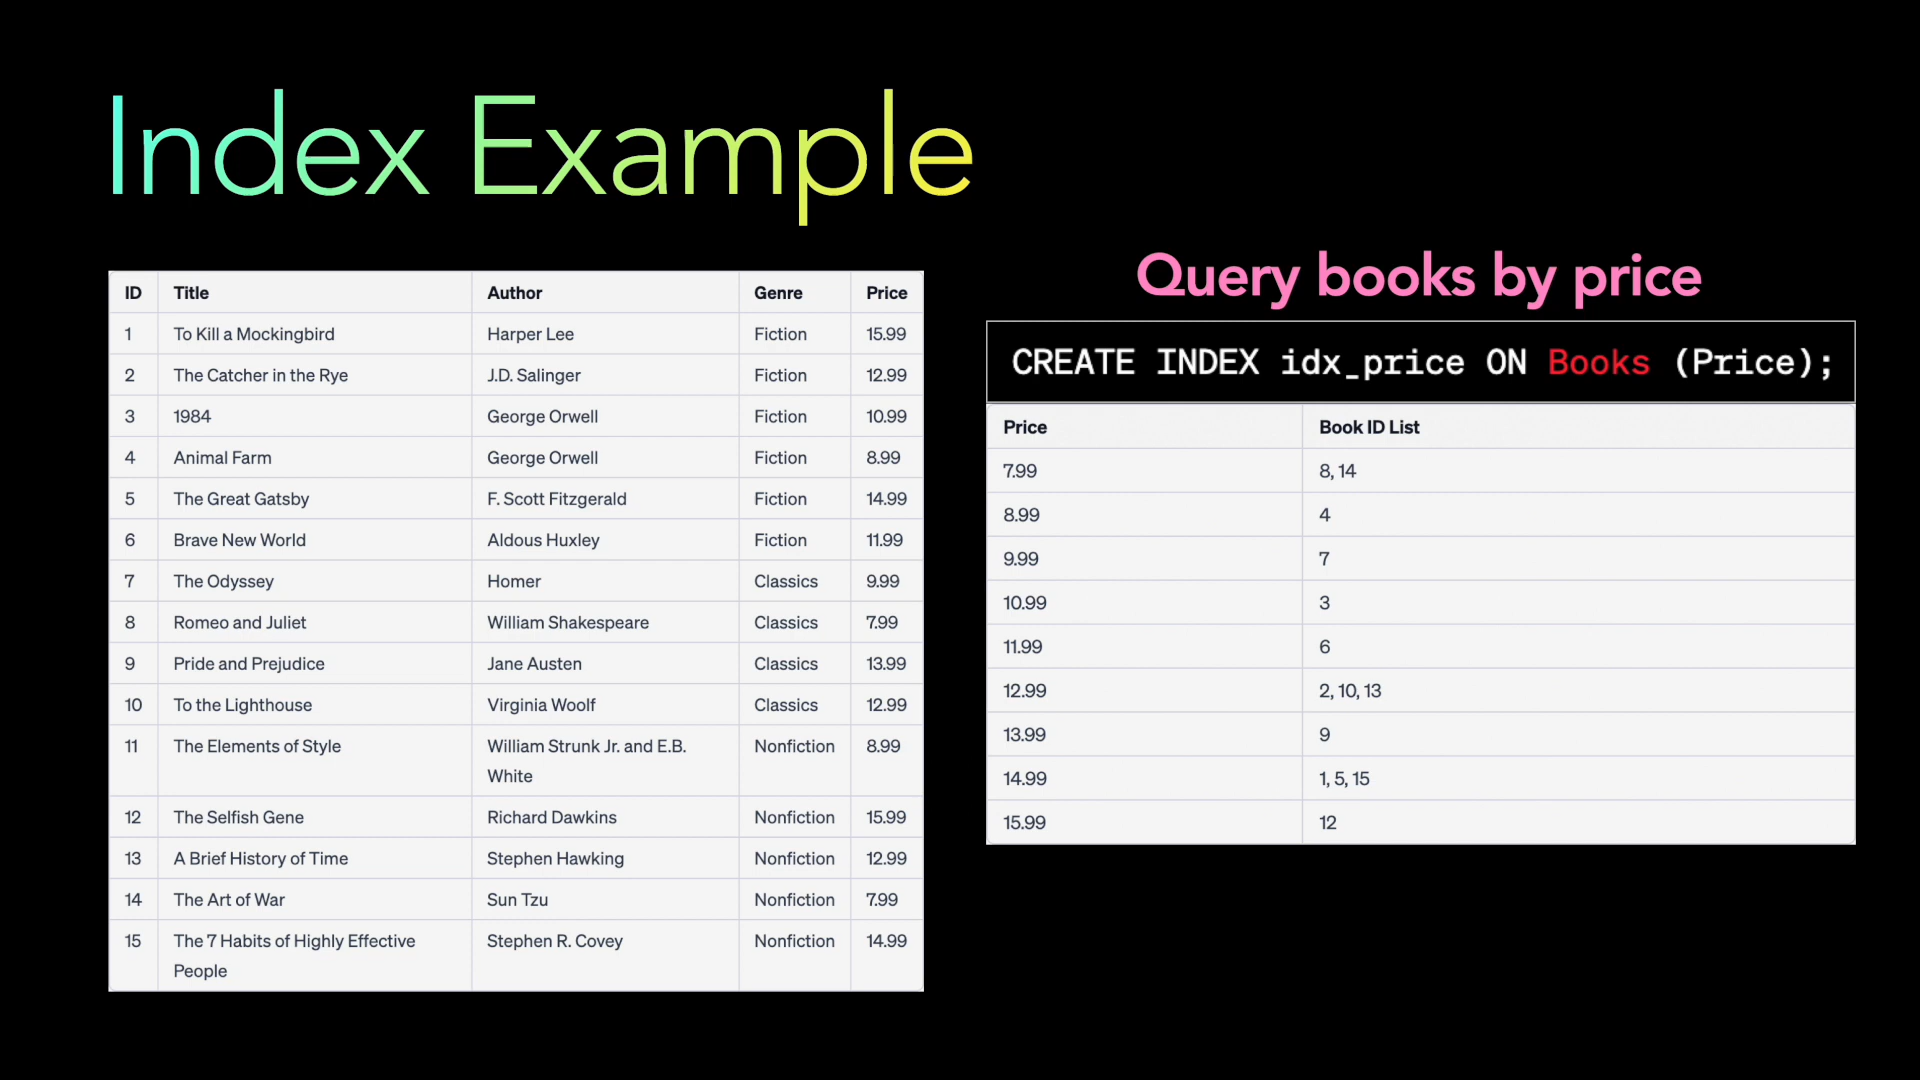 Index Example
ID Title Author Genre Price
1 To Kill a Mockingbird Harper Lee Fiction 15.99
2 The Catcher in the Rye J.D. Salinger Fiction 12.99
3 1984 George Orwell Fiction 10.99
4 Animal Farm George Orwell Fiction 8.99
5 The Great Gatsby F. Scott Fitzgerald Fiction 14.99
6 Brave New World Aldous Huxley Fiction 11.99
7 The Odyssey Homer Classics 9.99
8 Romeo and Juliet William Shakespeare Classics 7.99
9 Pride and Prejudice Jane Austen Classics 13.99
10 To the Lighthouse Virginia Woolf Classics 12.99
11 The Elements of Style William Strunk Jr. and E.B. Nonfiction 8.99
White
12 The Selfish Gene Richard Dawkins Nonfiction 15.99
13 A Brief History of Time Stephen Hawking Nonfiction 12.99
14 The Art of War Sun Tzu Nonfiction 7.99
15 The 7 Habits of Highly Effective Stephen R. Covey Nonfiction 14.99
People
Query books by price
CREATE INDEX idx_price ON Books (Price);
Price Book ID List
7.99 8, 14
8.99 4
9.99 7
10.99 3
11.99 6
12.99 2, 10, 13
13.99 9
14.99 1, 5, 15
15.99 12